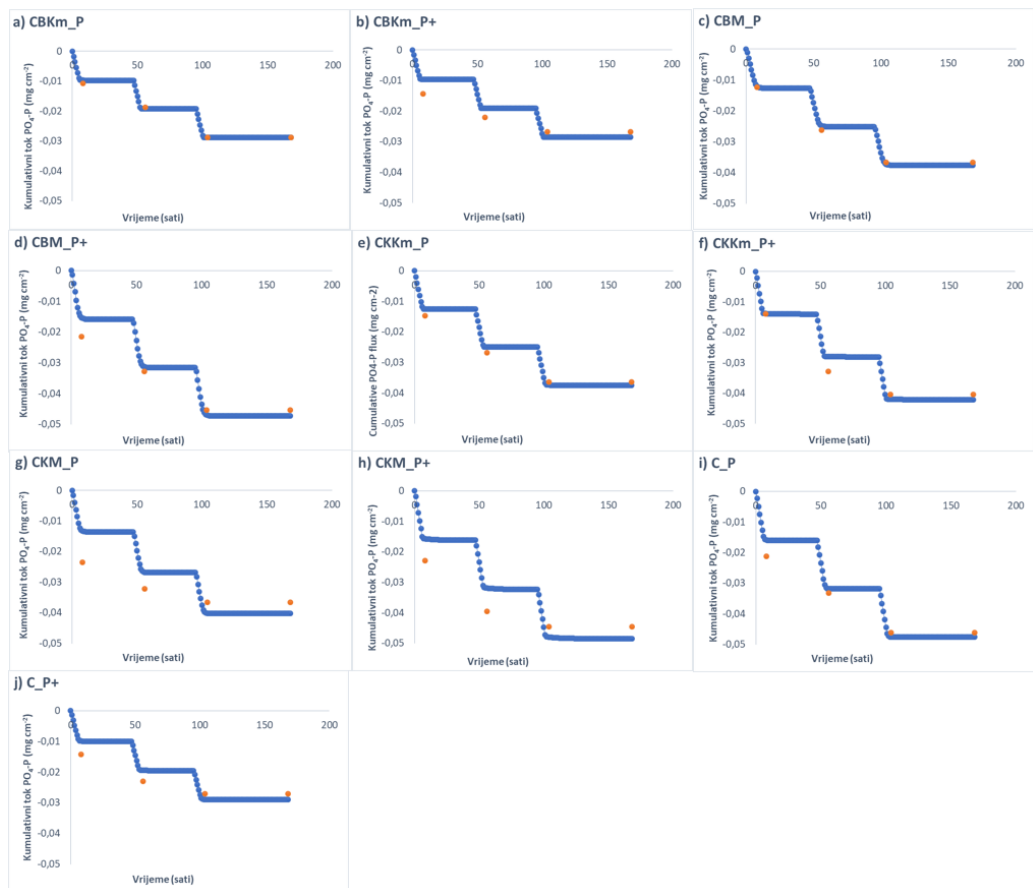 a) CBKm_P
Kumulativni tok PO₄-P (mg cm⁻²)
0
-0,01
-0,02
-0,03
-0,04
-0,05
0 50 100 150 200
Vrijeme (sati)
b) CBKm_P+
Kumulativni tok PO₄-P (mg cm⁻²)
0
-0,01
-0,02
-0,03
-0,04
-0,05
0 50 100 150 200
Vrijeme (sati)
c) CBM_P
Kumulativni tok PO₄-P (mg cm⁻²)
0
-0,01
-0,02
-0,03
-0,04
-0,05
0 50 100 150 200
Vrijeme (sati)
d) CBM_P+
Kumulativni tok PO₄-P (mg cm⁻²)
0
-0,01
-0,02
-0,03
-0,04
-0,05
0 50 100 150 200
Vrijeme (sati)
e) CKKm_P
Cumulative PO4-P flux (mg cm-2)
0
-0,01
-0,02
-0,03
-0,04
-0,05
0 50 100 150 200
Vrijeme (sati)
f) CKKm_P+
Kumulativni tok PO₄-P (mg cm⁻²)
0
-0,01
-0,02
-0,03
-0,04
-0,05
0 50 100 150 200
Vrijeme (sati)
g) CKM_P
Kumulativni tok PO₄-P (mg cm⁻²)
0
-0,01
-0,02
-0,03
-0,04
-0,05
0 50 100 150 200
Vrijeme (sati)
h) CKM_P+
Kumulativni tok PO₄-P (mg cm⁻²)
0
-0,01
-0,02
-0,03
-0,04
-0,05
0 50 100 150 200
Vrijeme (sati)
i) C_P
Kumulativni tok PO₄-P (mg cm⁻²)
0
-0,01
-0,02
-0,03
-0,04
-0,05
0 50 100 150 200
Vrijeme (sati)
j) C_P+
Kumulativni tok PO₄-P (mg cm⁻²)
0
-0,01
-0,02
-0,03
-0,04
-0,05
0 50 100 150 200
Vrijeme (sati)